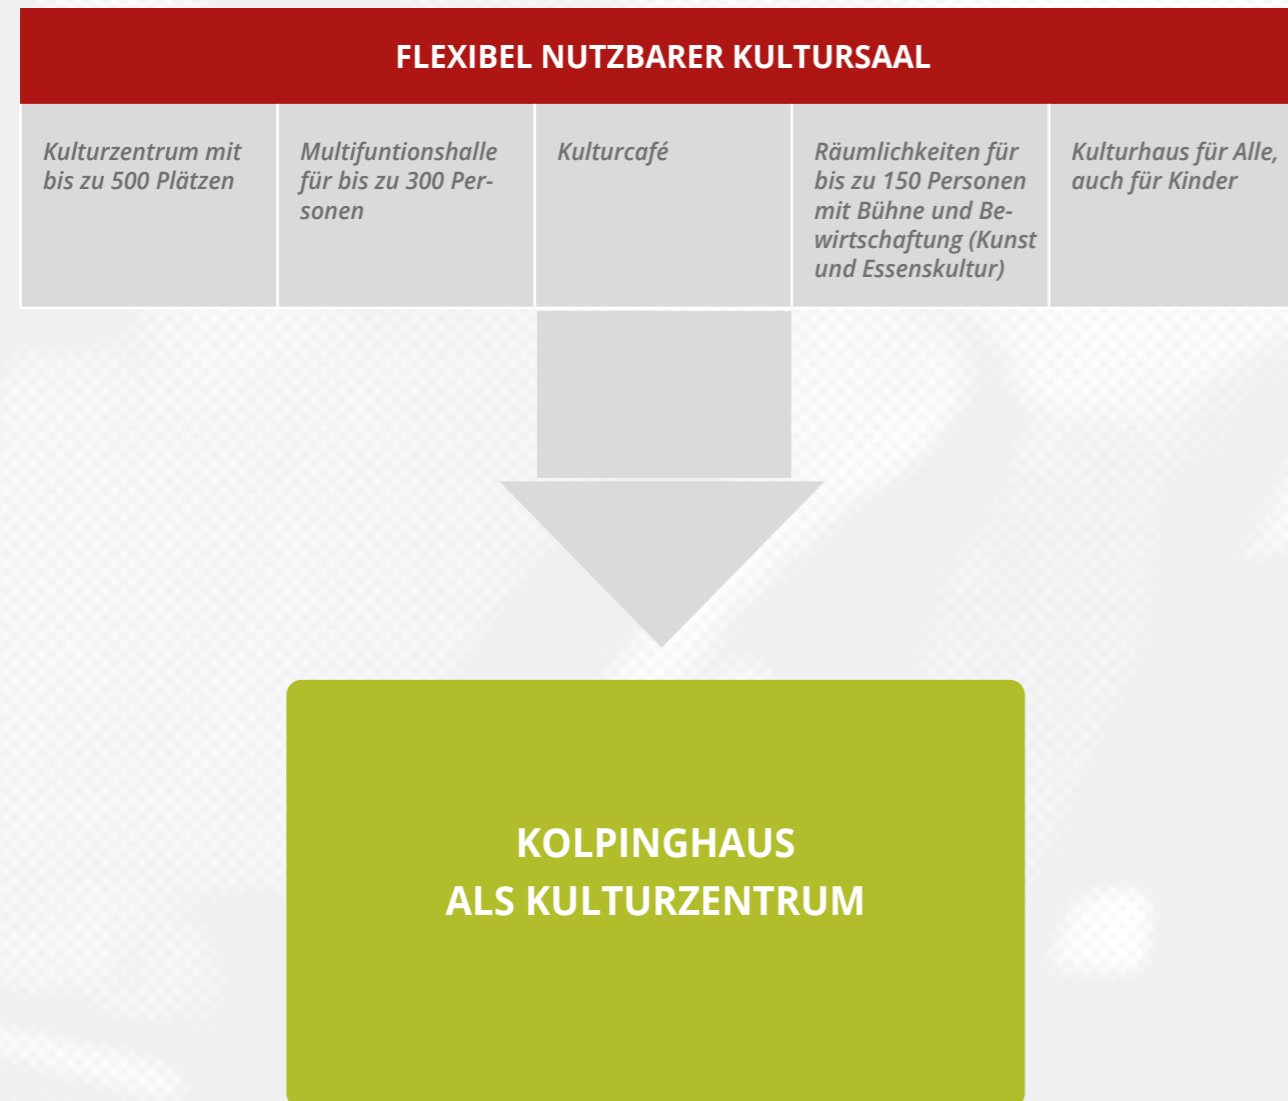 FLEXIBEL NUTZBARER KULTURSAAL
Kulturzentrum mit
bis zu 500 Plätzen
Multifuntionshalle
für bis zu 300 Per-
sonen
Kulturcafé
Räumlichkeiten für
bis zu 150 Personen
mit Bühne und Be-
wirtschaftung (Kunst
und Essenskultur)
Kulturhaus für Alle,
auch für Kinder
KOLPINGHAUS
ALS KULTURZENTRUM